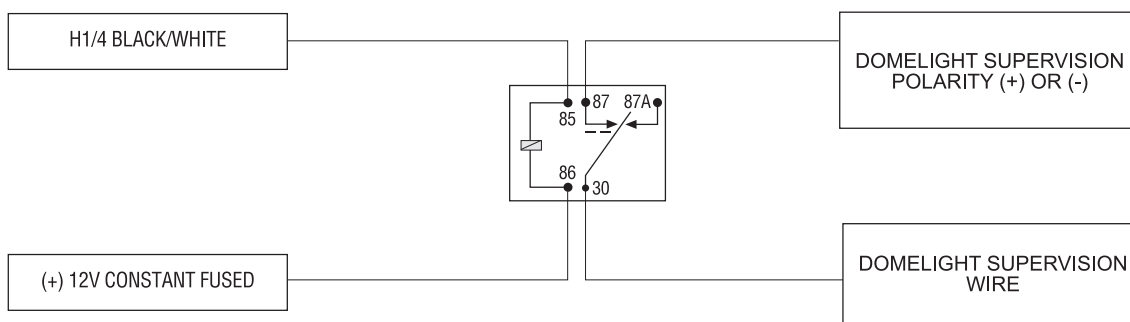 H1/4 BLACK/WHITE
DOMELIGHT SUPERVISION
POLARITY (+) OR (-)
87
87A
85
86
30
(+) 12V CONSTANT FUSED
DOMELIGHT SUPERVISION
WIRE